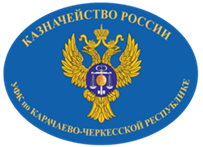 КАЗНАЧЕЙСТВО РОССИИ
УФК по КАРАЧАЕВО-ЧЕРКЕССКОЙ РЕСПУБЛИКЕ